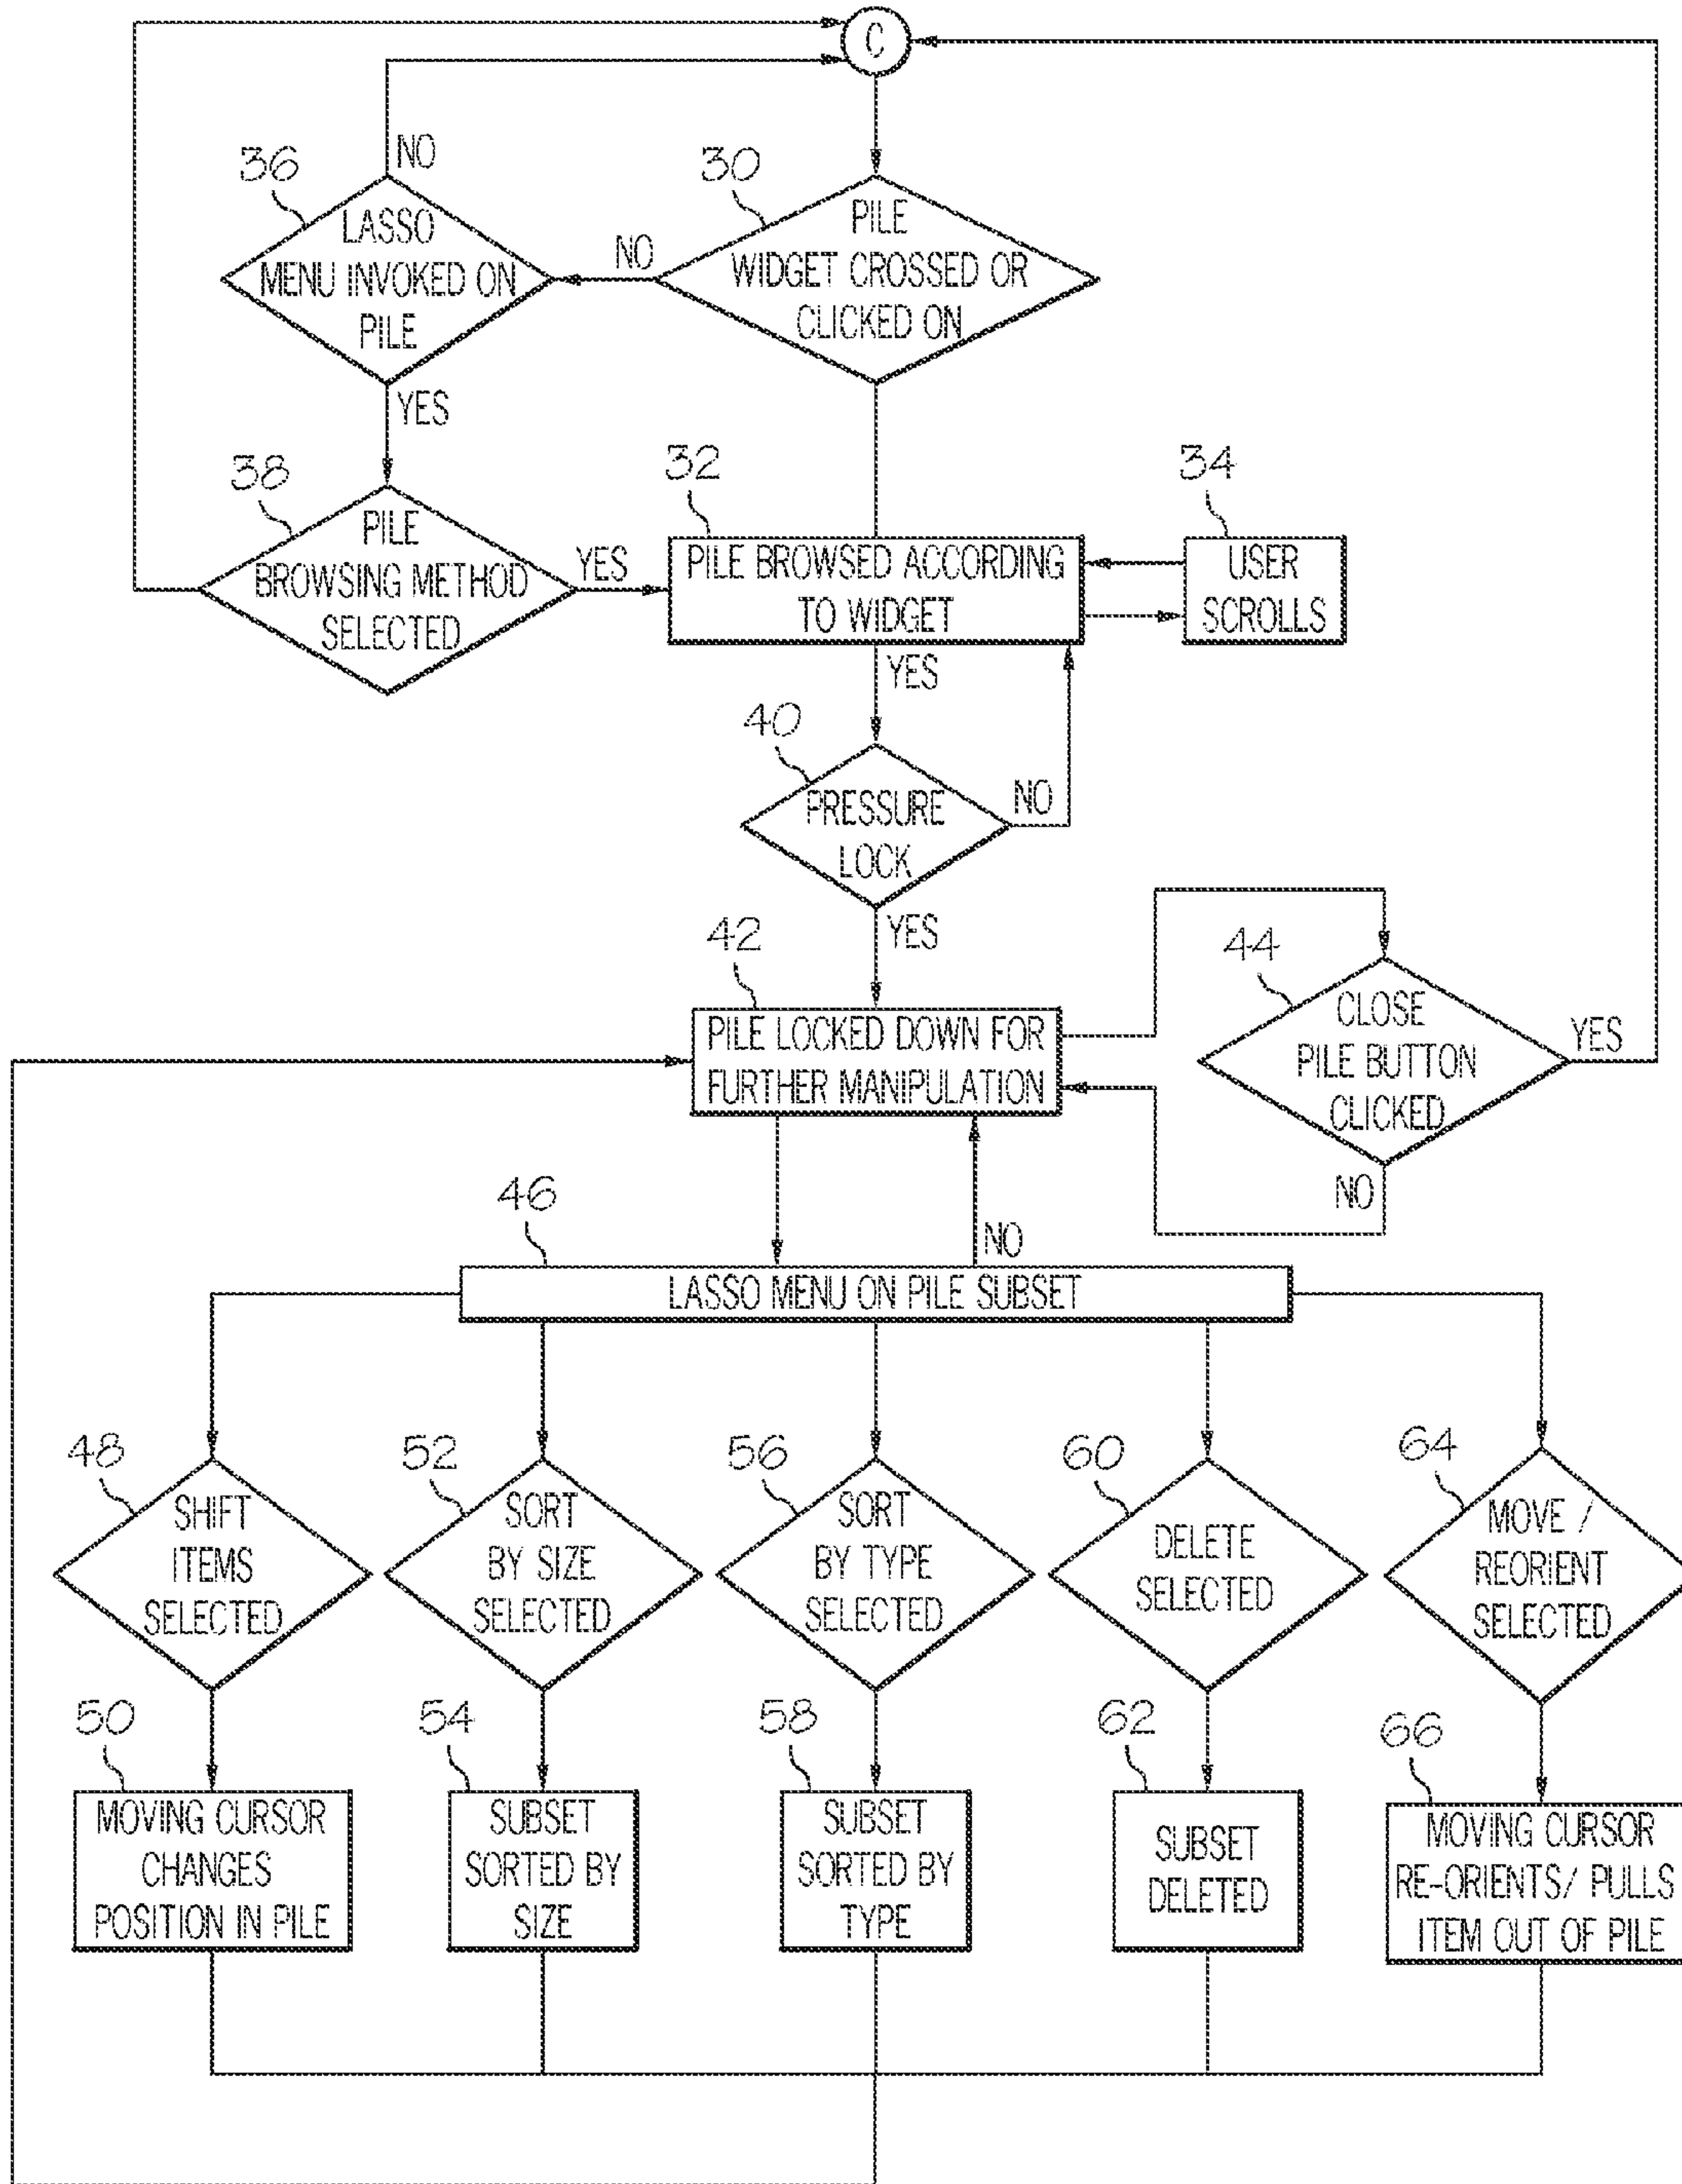 C
NO
36
30
LASSO
MENU INVOKED ON
PILE
NO
PILE
WIDGET CROSSED OR
CLICKED ON
YES
38
32
34
PILE
BROWSING METHOD
SELECTED
YES
PILE BROWSED ACCORDING
TO WIDGET
USER
SCROLLS
YES
40
PRESSURE
LOCK
NO
YES
42
44
PILE LOCKED DOWN FOR
FURTHER MANIPULATION
CLOSE
PILE BUTTON
CLICKED
YES
NO
46
NO
LASSO MENU ON PILE SUBSET
48
52
56
60
64
SHIFT
ITEMS
SELECTED
SORT
BY SIZE
SELECTED
SORT
BY TYPE
SELECTED
DELETE
SELECTED
MOVE /
REORIENT
SELECTED
50
54
58
62
66
MOVING CURSOR
CHANGES
POSITION IN PILE
SUBSET
SORTED BY
SIZE
SUBSET
SORTED BY
TYPE
SUBSET
DELETED
MOVING CURSOR
RE-ORIENTS/ PULLS
ITEM OUT OF PILE